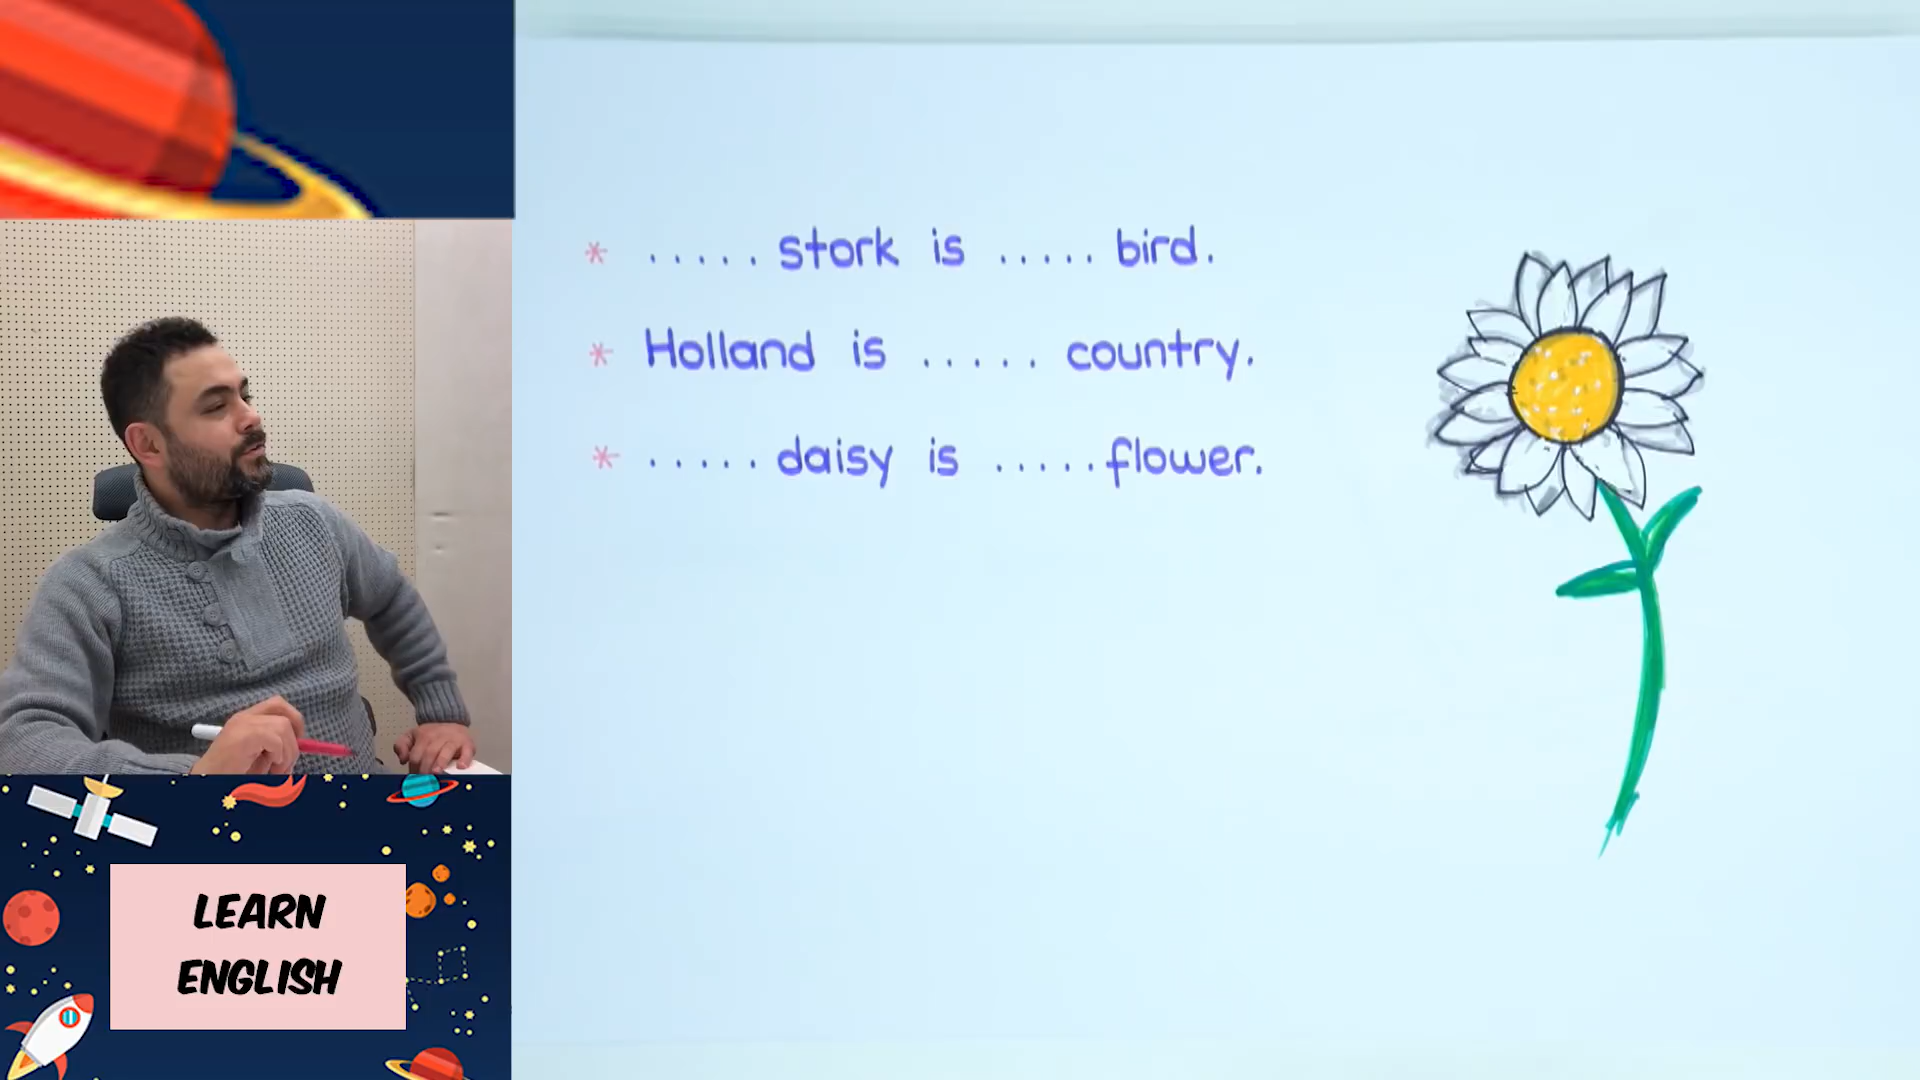 * ..... stork is ..... bird.
* Holland is ..... country.
* ..... daisy is ..... flower.
LEARN
ENGLISH